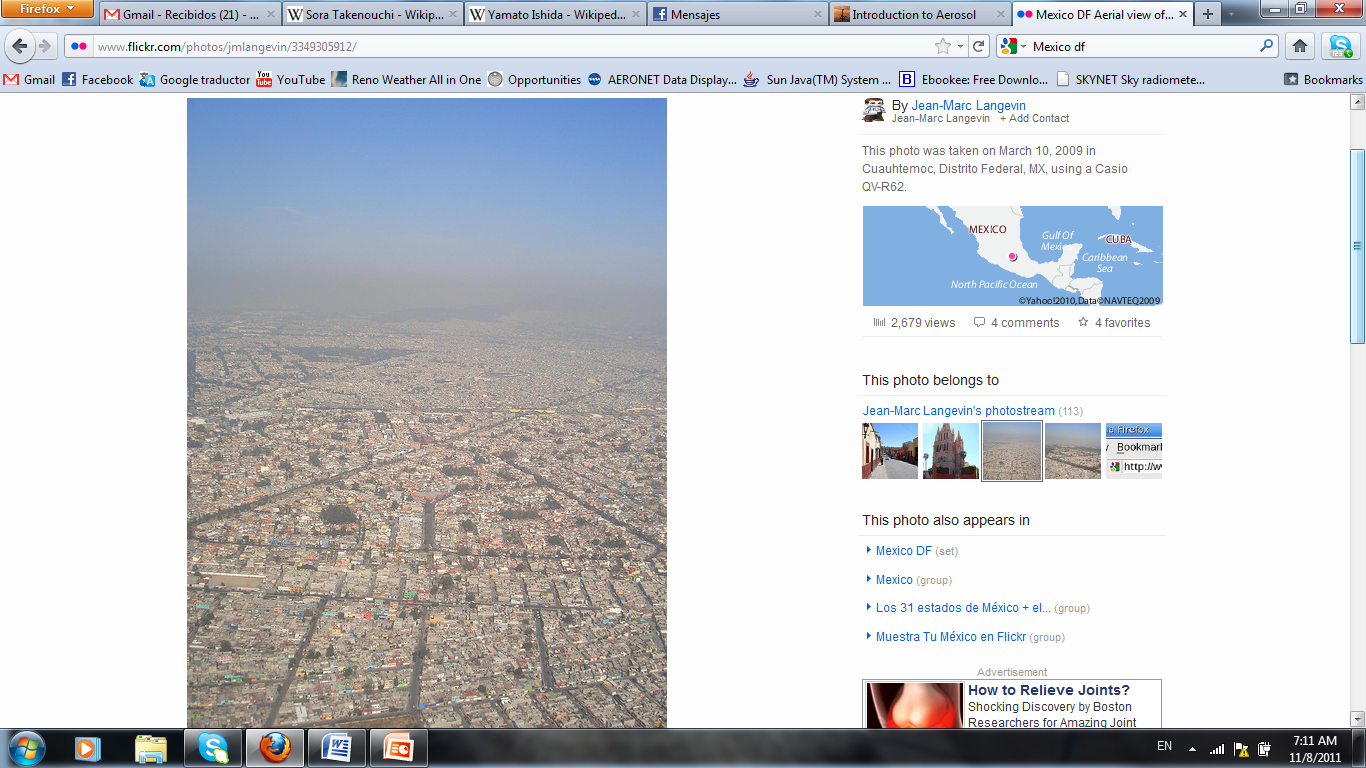 Firefox
Gmail - Recibidos (21) - ...
Sora Takenouchi - Wikip...
Yamato Ishida - Wikiped...
Mensajes
Introduction to Aerosol
Mexico DF Aerial view of...
www.flickr.com/photos/jmlangevin/3349305912/
Mexico df
Gmail
Facebook
Google traductor
YouTube
Reno Weather All in One
Opportunities
AERONET Data Display...
Sun Java(TM) System ...
Ebookee: Free Downlo...
SKYNET Sky radiomete...
Bookmarks
By Jean-Marc Langevin
Jean-Marc Langevin + Add Contact
This photo was taken on March 10, 2009 in
Cuauhtemoc, Distrito Federal, MX, using a Casio
QV-R62.
MEXICO
Gulf Of
Mexi
CUBA
Caribbean
Sea
North Pacific Ocean
©Yahoo!2010,Data©NAVTEQ2009
2,679 views
4 comments
4 favorites
This photo belongs to
Jean-Marc Langevin's photostream (113)
a Firefox
Bookmarl
http://w
This photo also appears in
Mexico DF (set)
Mexico (group)
Los 31 estados de México + el... (group)
Muestra Tu México en Flickr (group)
Advertisement
How to Relieve Joints?
Shocking Discovery by Boston
Researchers for Amazing Joint
EN
7:11 AM
11/8/2011